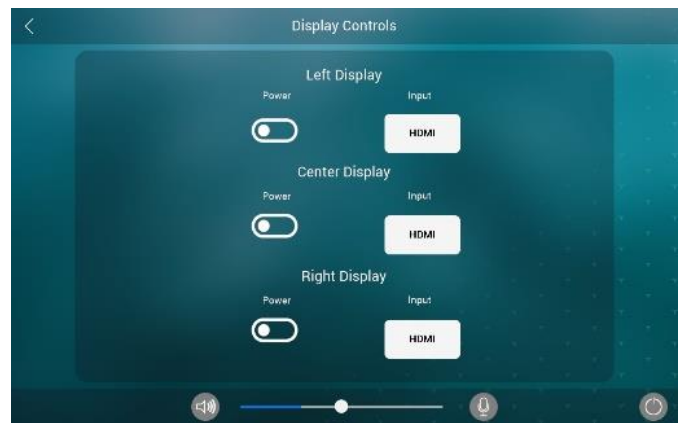 Display Controls
Left Display
Power Input
HDMI
Center Display
Power Input
HDMI
Right Display
Power Input
HDMI